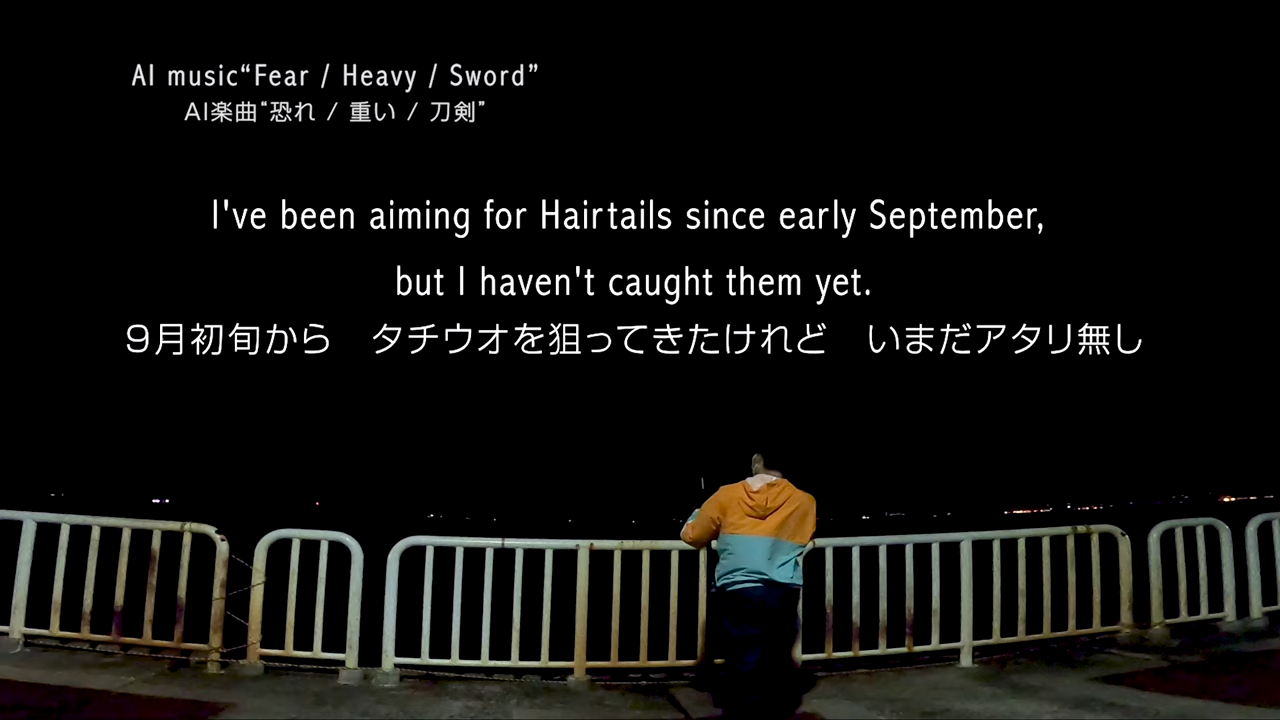 AI music“Fear / Heavy / Sword”
AI楽曲“恐れ / 重い / 刀剣”
I've been aiming for Hairtails since early September,
but I haven't caught them yet.
9月初旬から　タチウオを狙ってきたけれど　いまだアタリ無し